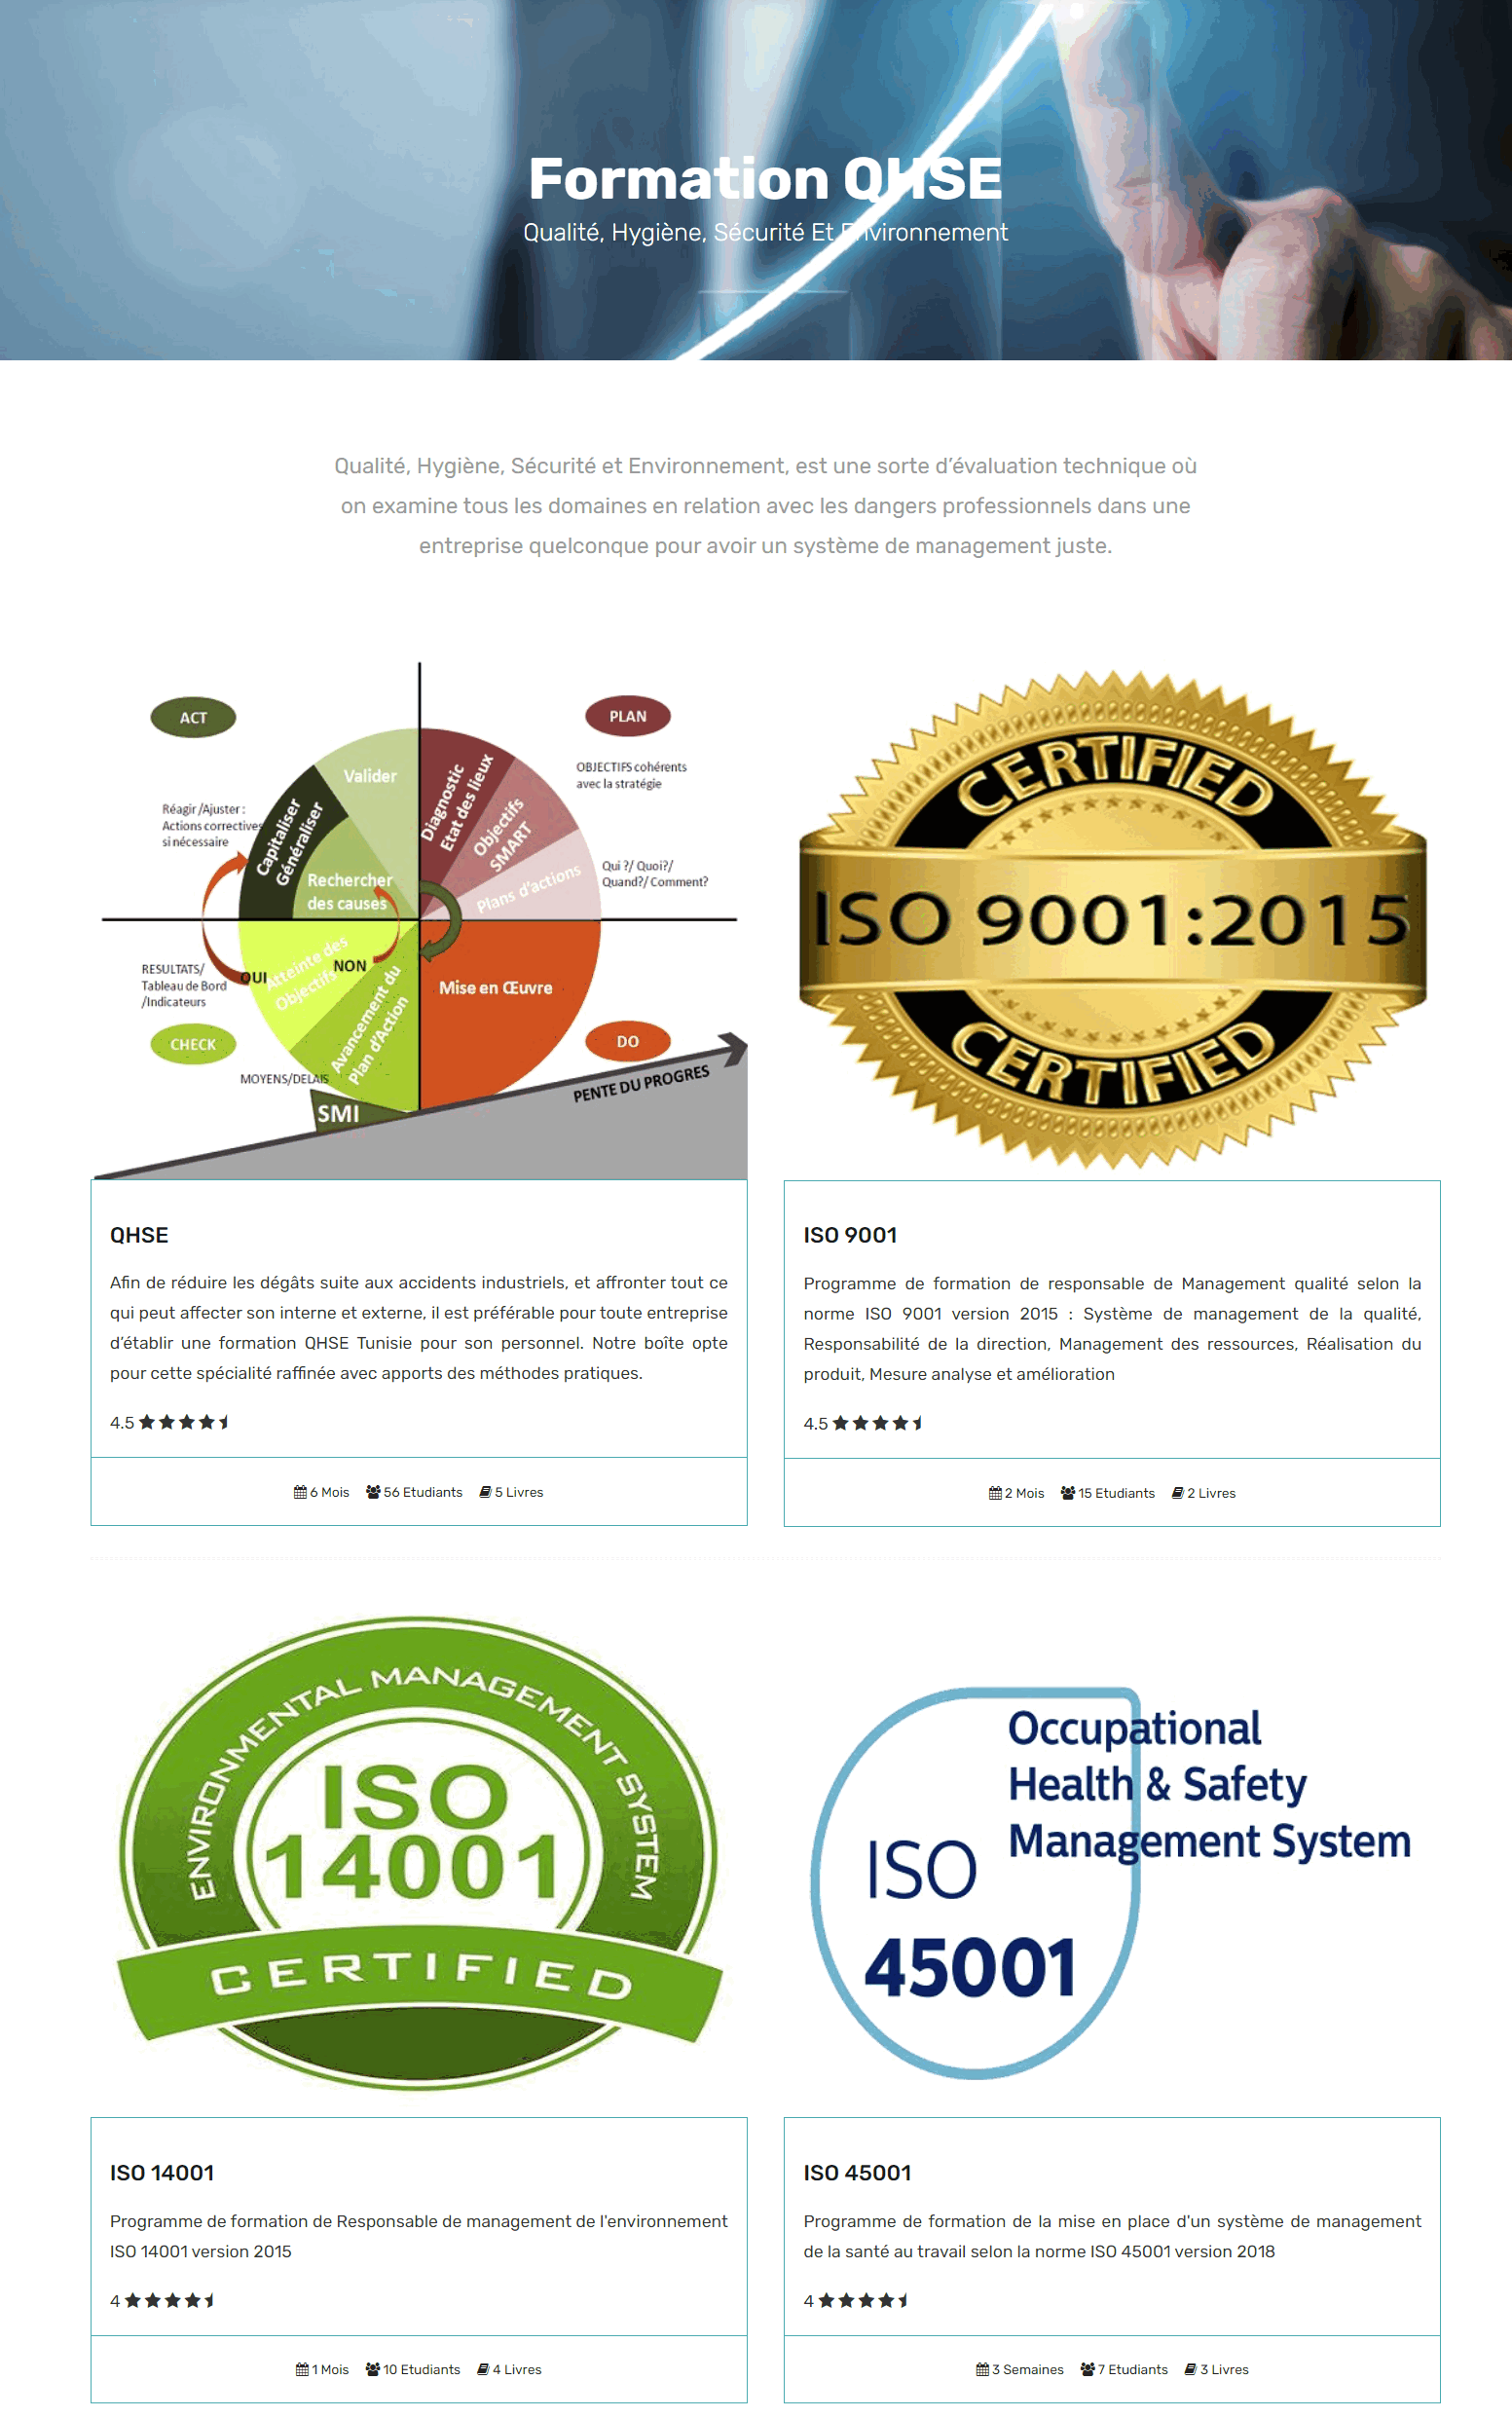 Formation QHSE
Qualité, Hygiène, Sécurité Et Environnement
Qualité, Hygiène, Sécurité et Environnement, est une sorte d’évaluation technique où
on examine tous les domaines en relation avec les dangers professionnels dans une
entreprise quelconque pour avoir un système de management juste.
ACT
PLAN
Valider
Diagnostic
Etat des lieux
OBJECTIFS cohérents
avec la stratégie
Objectifs
SMART
Réagir /Ajuster :
Actions correctives
si nécessaire
Capitaliser
Généraliser
Rechercher
des causes
Plans d’actions
Qui ?/ Quoi?/
Quand?/ Comment?
RESULTATS/
Tableau de Bord
/Indicateurs
OUI
Atteinte des
Objectifs
NON
Avancement du
Plan d’Action
Mise en Œuvre
CHECK
DO
MOYENS/DELAIS
SMI
PENTE DU PROGRES
CERTIFIED
ISO 9001:2015
CERTIFIED
QHSE
Afin de réduire les dégâts suite aux accidents industriels, et affronter tout ce
qui peut affecter son interne et externe, il est préférable pour toute entreprise
d’établir une formation QHSE Tunisie pour son personnel. Notre boîte opte
pour cette spécialité raffinée avec apports des méthodes pratiques.
4.5
6 Mois 56 Etudiants 5 Livres
ISO 9001
Programme de formation de responsable de Management qualité selon la
norme ISO 9001 version 2015 : Système de management de la qualité,
Responsabilité de la direction, Management des ressources, Réalisation du
produit, Mesure analyse et amélioration
4.5
2 Mois 15 Etudiants 2 Livres
ENVIRONMENTAL MANAGEMENT SYSTEM
ISO
14001
CERTIFIED
Occupational
Health & Safety
Management System
ISO
45001
ISO 14001
Programme de formation de Responsable de management de l'environnement
ISO 14001 version 2015
4
1 Mois 10 Etudiants 4 Livres
ISO 45001
Programme de formation de la mise en place d'un système de management
de la santé au travail selon la norme ISO 45001 version 2018
4
3 Semaines 7 Etudiants 3 Livres